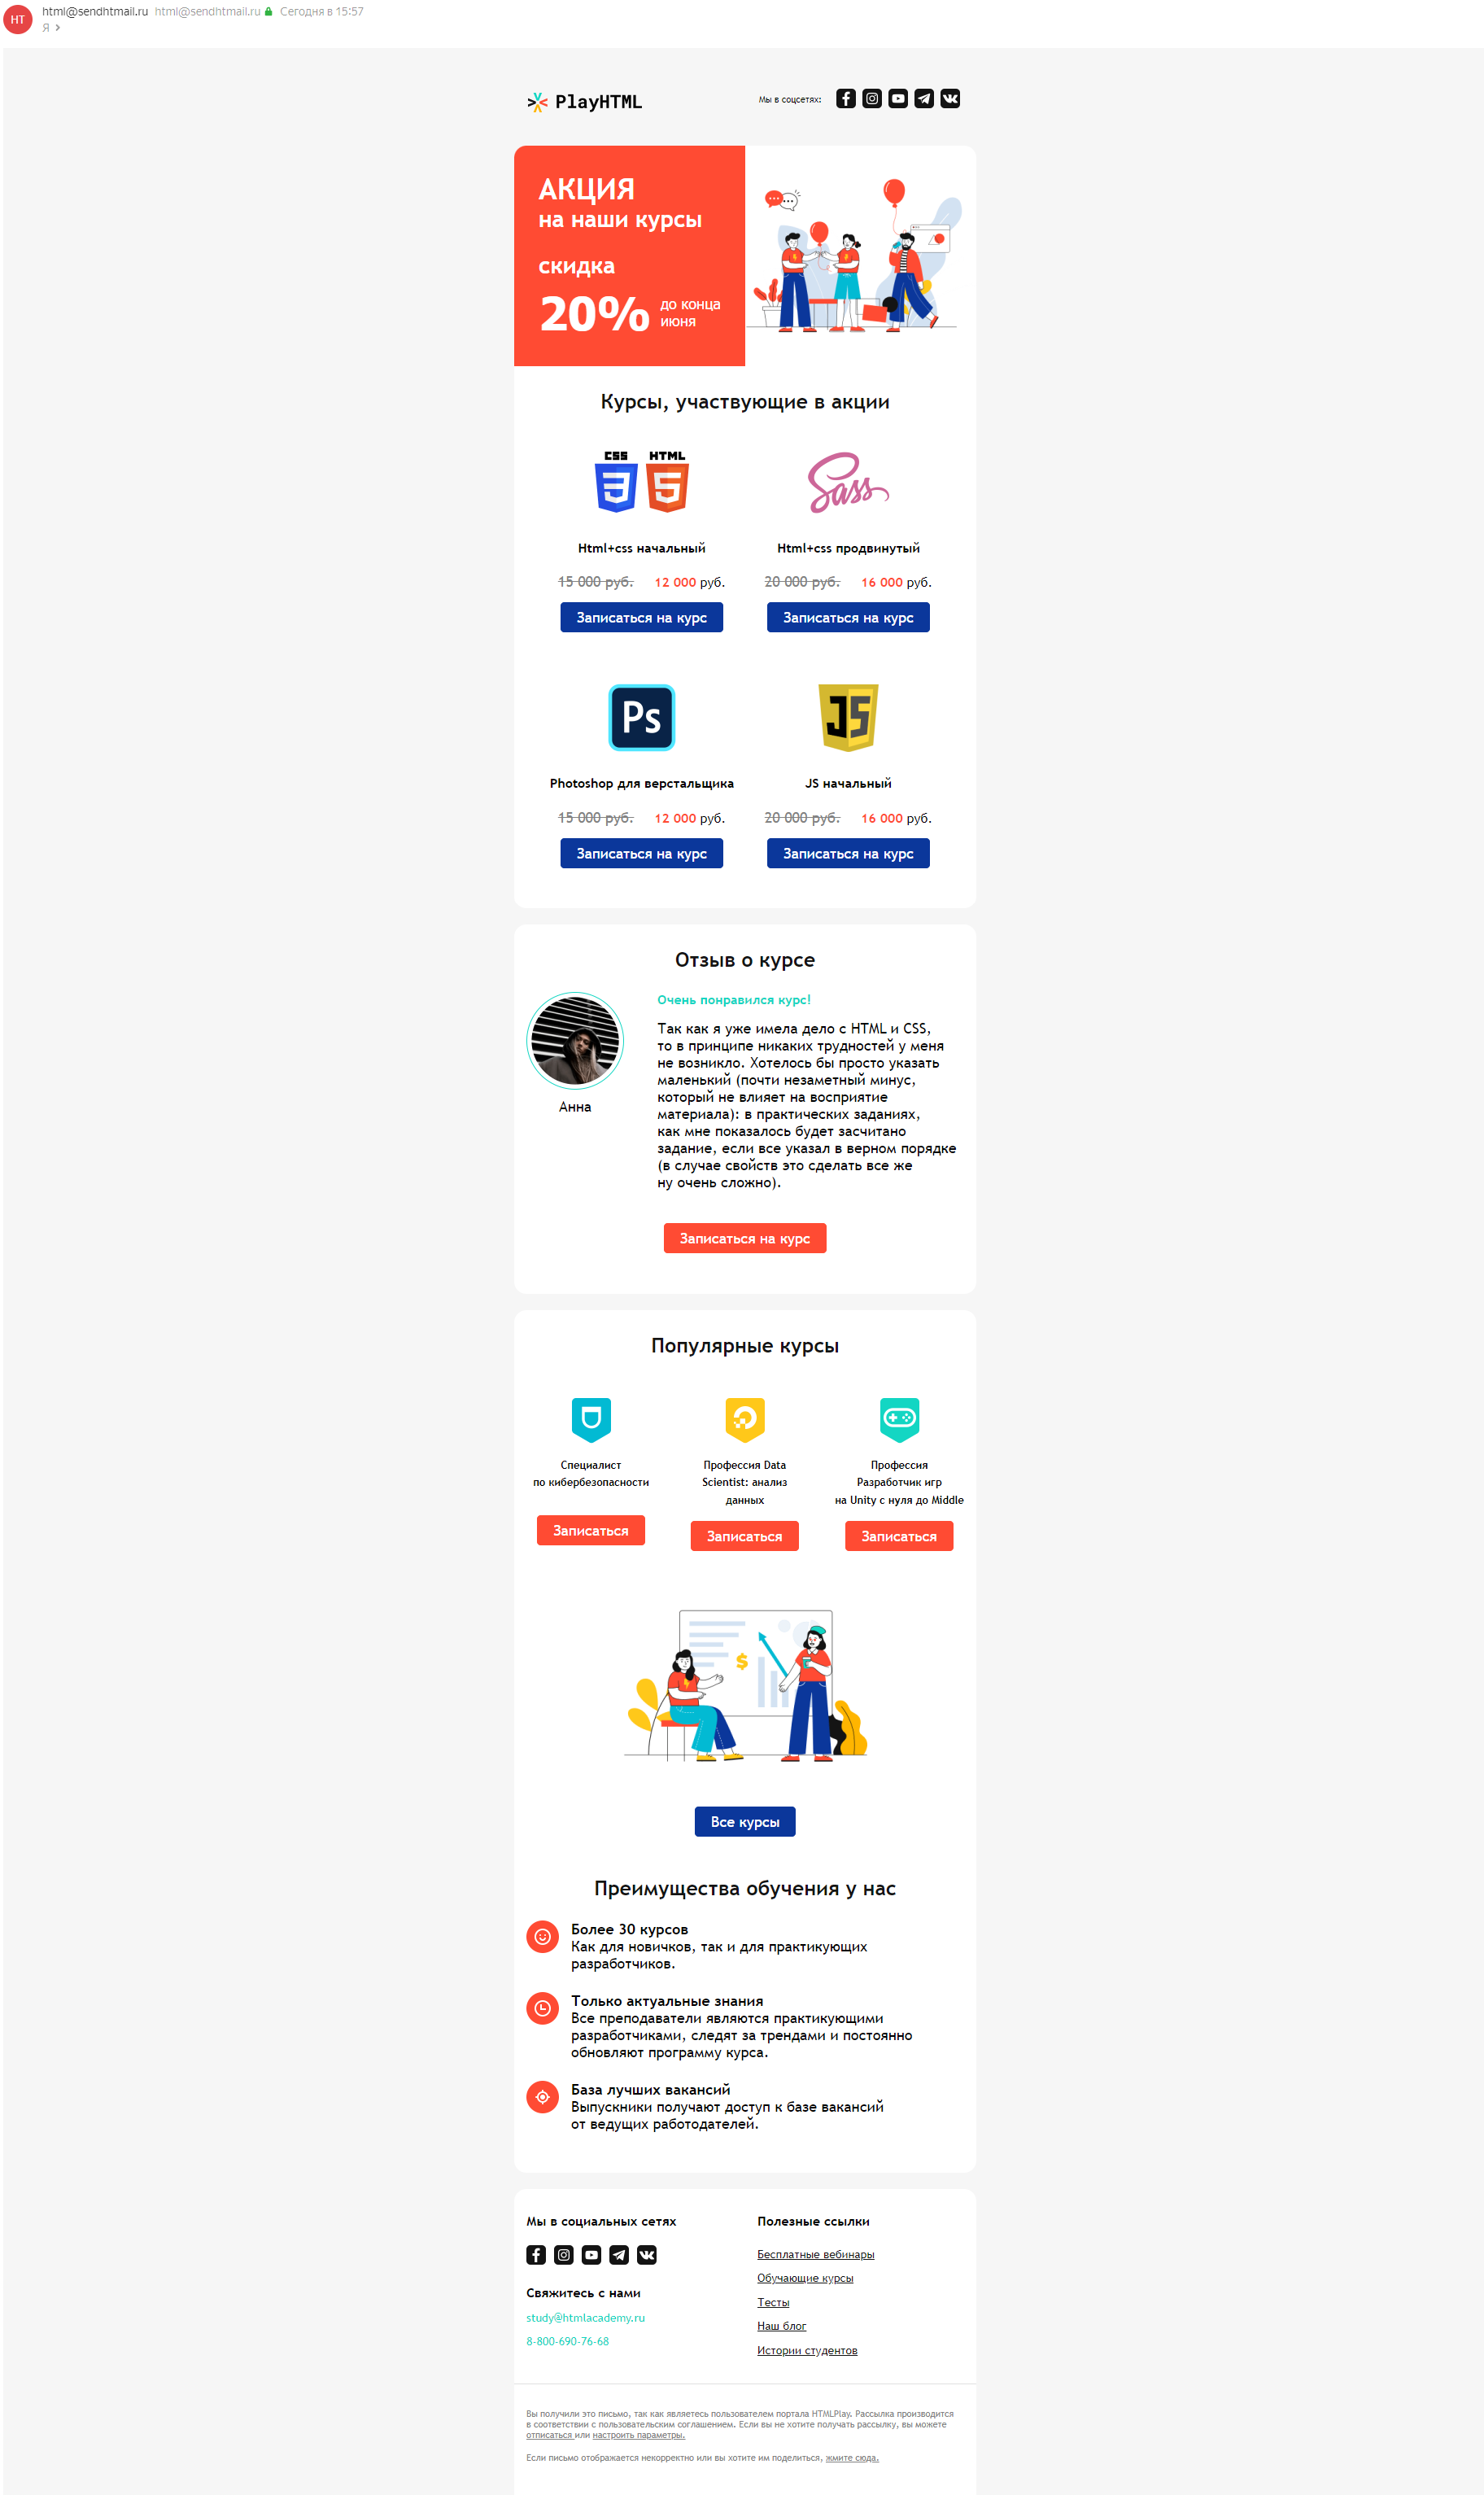 HT
html@sendhtmail.ru html@sendhtmail.ru Сегодня в 15:57
Я
PlayHTML
Мы в соцсетях:
АКЦИЯ
на наши курсы
скидка
20% до конца
июня
Курсы, участвующие в акции
CSS HTML
Sass
Html+css начальный
Html+css продвинутый
15 000 руб. 12 000 руб.
20 000 руб. 16 000 руб.
Записаться на курс
Записаться на курс
Ps
JS
Photoshop для верстальщика
JS начальный
15 000 руб. 12 000 руб.
20 000 руб. 16 000 руб.
Записаться на курс
Записаться на курс
Отзыв о курсе
Анна
Очень понравился курс!
Так как я уже имела дело с HTML и CSS,
то в принципе никаких трудностей у меня
не возникло. Хотелось бы просто указать
маленький (почти незаметный минус,
который не влияет на восприятие
материала): в практических заданиях,
как мне показалось будет засчитано
задание, если все указал в верном порядке
(в случае свойств это сделать все же
ну очень сложно).
Записаться на курс
Популярные курсы
Специалист
по кибербезопасности
Записаться
Профессия Data
Scientist: анализ
данных
Записаться
Профессия
Разработчик игр
на Unity с нуля до Middle
Записаться
$
Все курсы
Преимущества обучения у нас
Более 30 курсов
Как для новичков, так и для практикующих
разработчиков.
Только актуальные знания
Все преподаватели являются практикующими
разработчиками, следят за трендами и постоянно
обновляют программу курса.
База лучших вакансий
Выпускники получают доступ к базе вакансий
от ведущих работодателей.
Мы в социальных сетях
Свяжитесь с нами
study@htmlacademy.ru
8-800-690-76-68
Полезные ссылки
Бесплатные вебинары
Обучающие курсы
Тесты
Наш блог
Истории студентов
Вы получили это письмо, так как являетесь пользователем портала HTMLPlay. Рассылка производится
в соответствии с пользовательским соглашением. Если вы не хотите получать рассылку, вы можете
отписаться или настроить параметры.
Если письмо отображается некорректно или вы хотите им поделиться, жмите сюда.